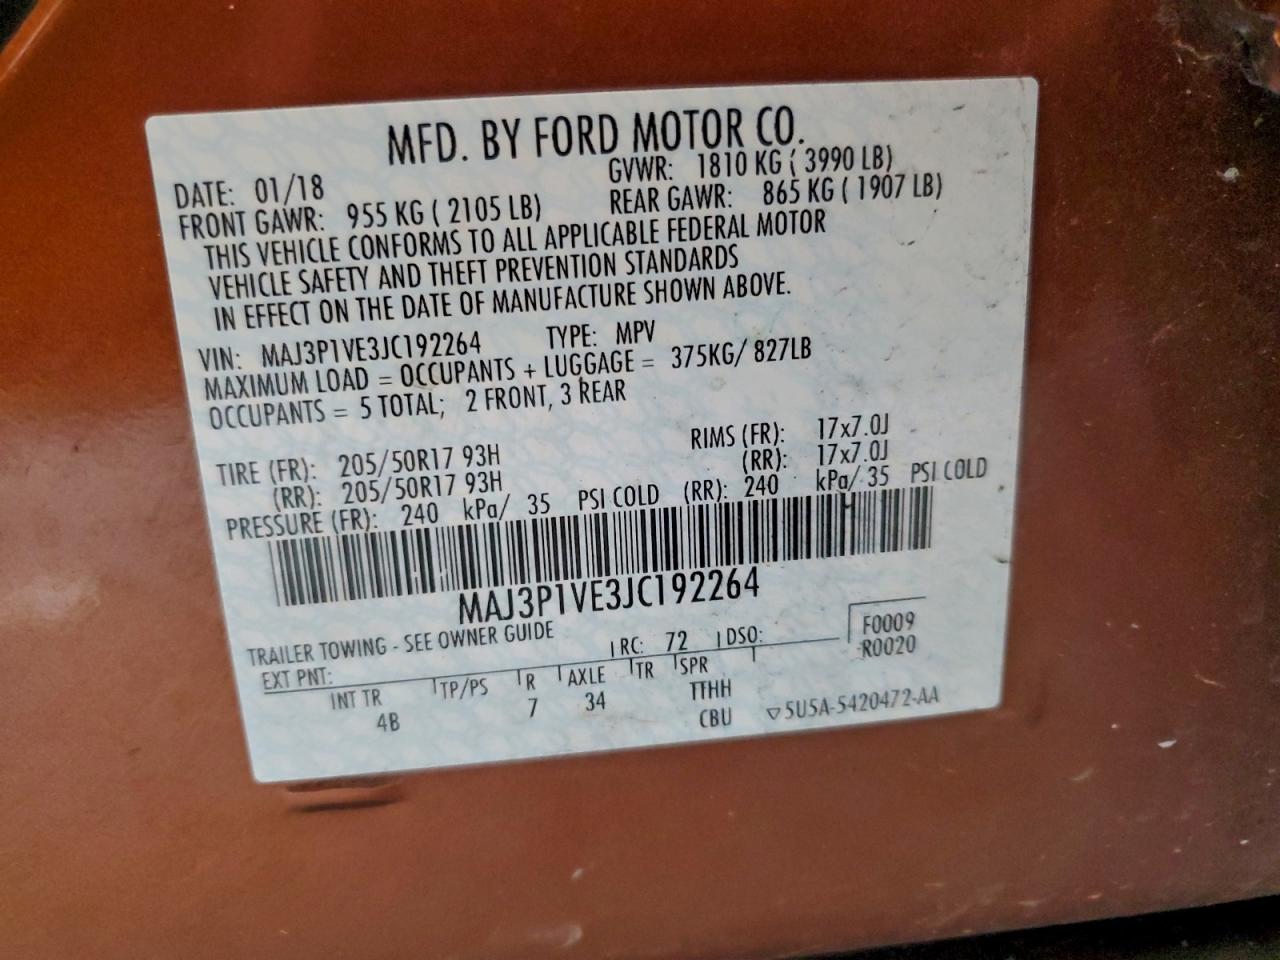 MFD. BY FORD MOTOR CO.
DATE: 01/18 GVWR: 1810 KG ( 3990 LB)
FRONT GAWR: 955 KG ( 2105 LB) REAR GAWR: 865 KG ( 1907 LB)
THIS VEHICLE CONFORMS TO ALL APPLICABLE FEDERAL MOTOR
VEHICLE SAFETY AND THEFT PREVENTION STANDARDS
IN EFFECT ON THE DATE OF MANUFACTURE SHOWN ABOVE.
VIN: MAJ3P1VE3JC192264 TYPE: MPV
MAXIMUM LOAD = OCCUPANTS + LUGGAGE = 375KG/ 827LB
OCCUPANTS = 5 TOTAL; 2 FRONT, 3 REAR
TIRE (FR): 205/50R17 93H RIMS (FR): 17x7.0J
(RR): 205/50R17 93H (RR): 17x7.0J
PRESSURE (FR): 240 kPa/ 35 PSI COLD (RR): 240 kPa/ 35 PSI COLD
MAJ3P1VE3JC192264
TRAILER TOWING - SEE OWNER GUIDE
EXT PNT: RC: 72 DSO: F0009
R0020
INT TR TP/PS R AXLE TR SPR
4B 7 34 TTHH
CBU ▽5U5A-5420472-AA